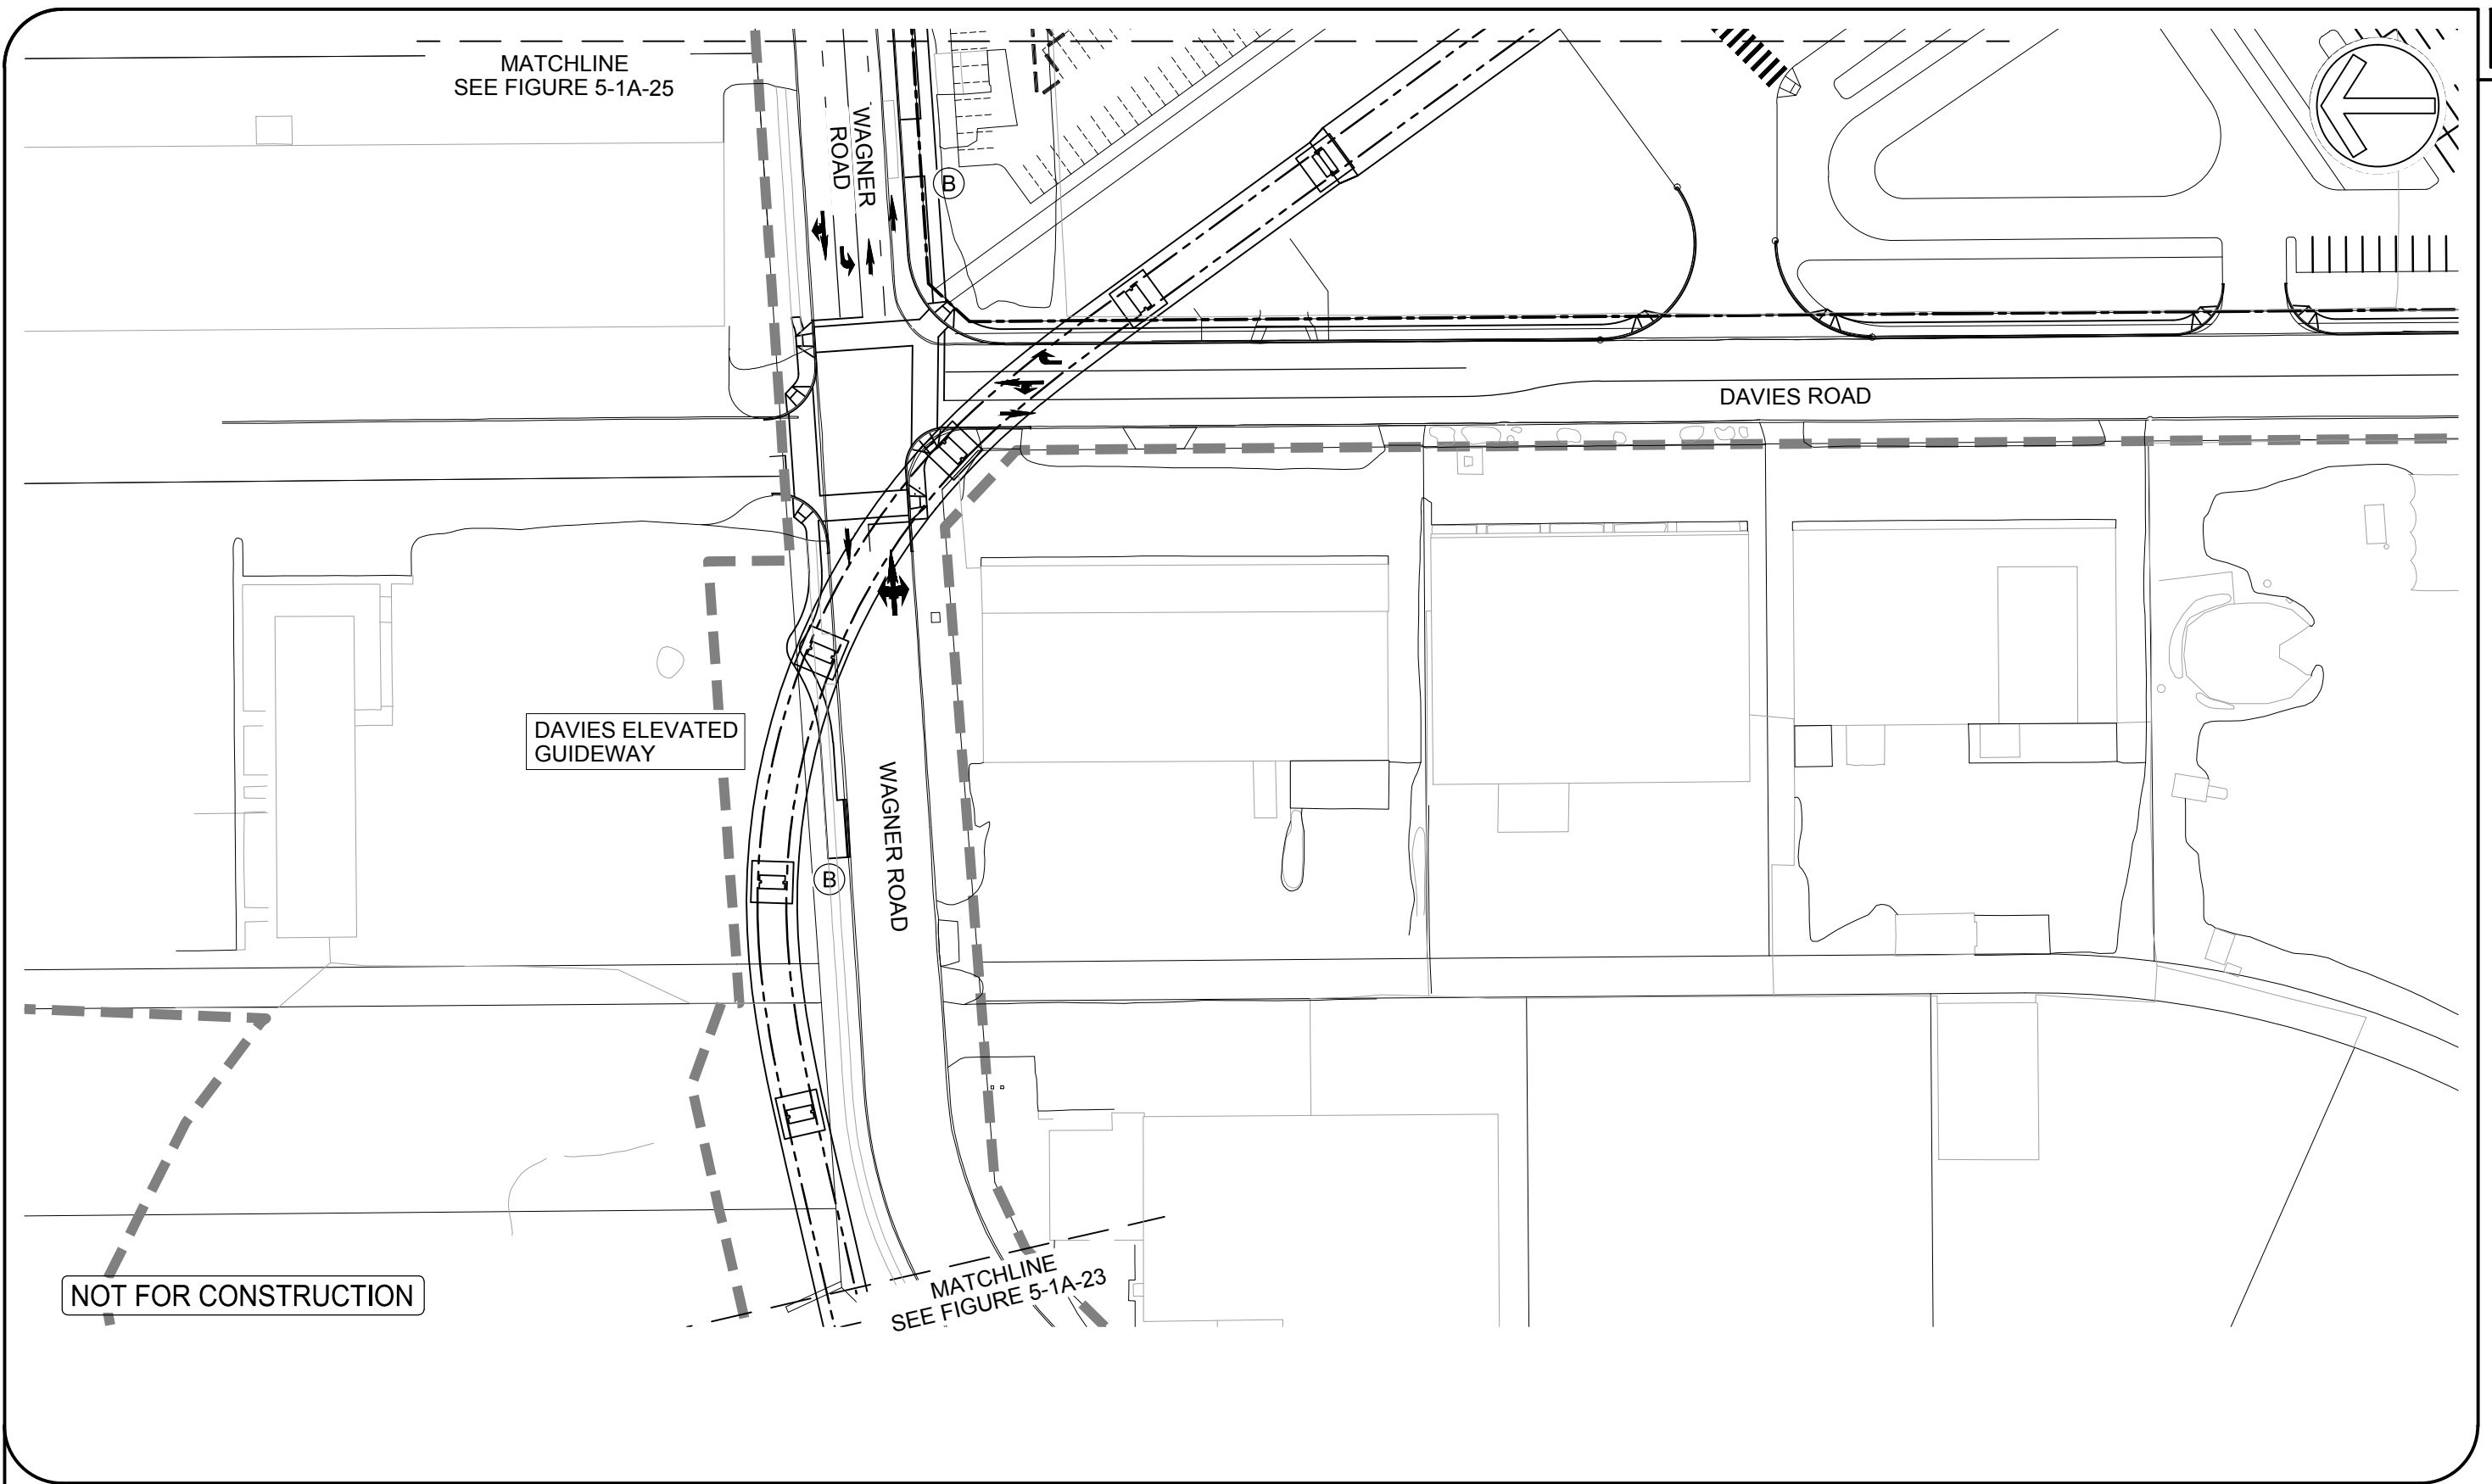 MATCHLINE
SEE FIGURE 5-1A-25
WAGNER
ROAD
B
DAVIES ROAD
DAVIES ELEVATED
GUIDEWAY
WAGNER ROAD
B
MATCHLINE
SEE FIGURE 5-1A-23
NOT FOR CONSTRUCTION